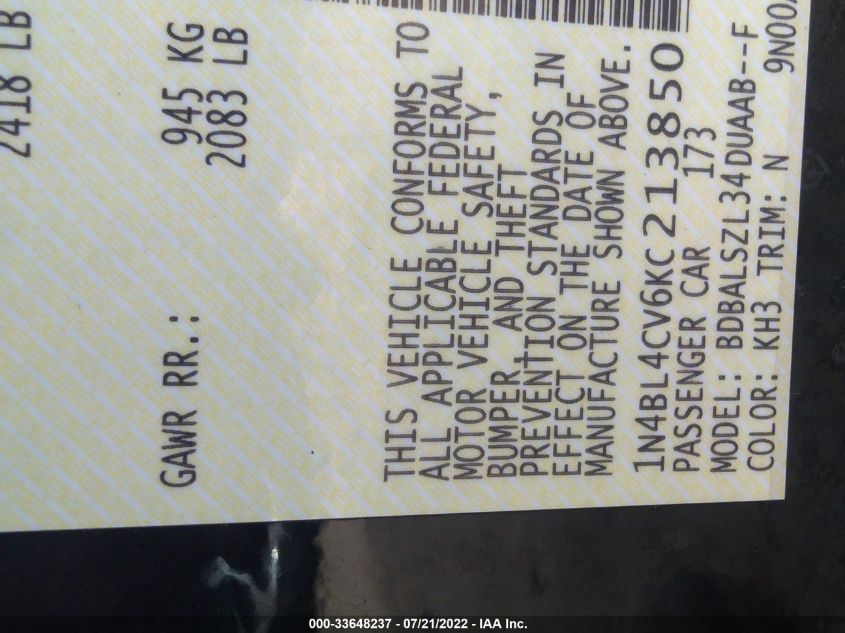 2418 LB
GAWR RR.: 945 KG
2083 LB
THIS VEHICLE CONFORMS TO
ALL APPLICABLE FEDERAL
MOTOR VEHICLE SAFETY,
BUMPER, AND THEFT
PREVENTION STANDARDS IN
EFFECT ON THE DATE OF
MANUFACTURE SHOWN ABOVE.
1N4BL4CV6KC213850
PASSENGER CAR 173
MODEL: BDBALSZL34DUAAB--F
COLOR: KH3 TRIM: N 9N00
000-33648237 - 07/21/2022 - IAA Inc.